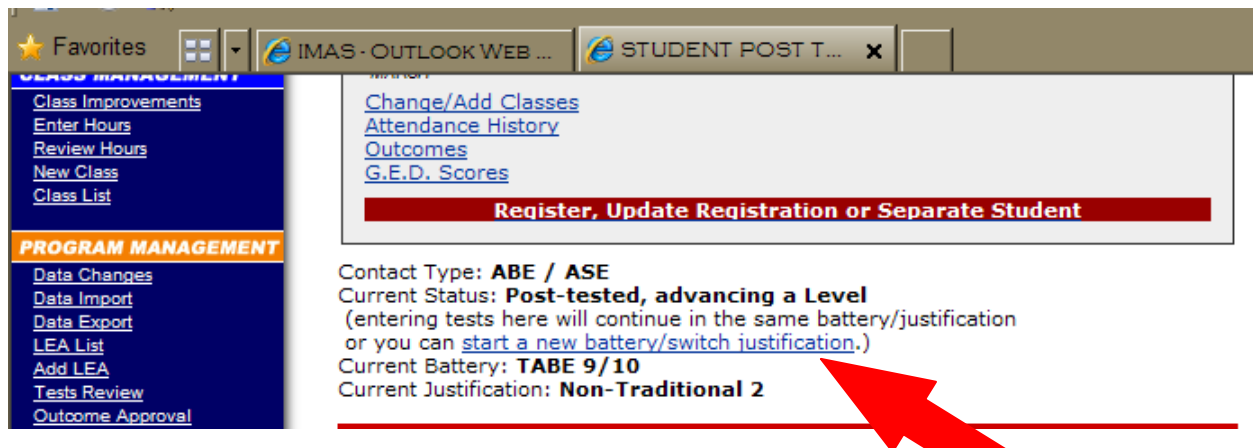 Favorites
IMAS - OUTLOOK WEB ...
STUDENT POST T...
CLASS MANAGEMENT
Class Improvements
Enter Hours
Review Hours
New Class
Class List
PROGRAM MANAGEMENT
Data Changes
Data Import
Data Export
LEA List
Add LEA
Tests Review
Outcome Approval
Change/Add Classes
Attendance History
Outcomes
G.E.D. Scores
Register, Update Registration or Separate Student
Contact Type: ABE / ASE
Current Status: Post-tested, advancing a Level
(entering tests here will continue in the same battery/justification
or you can start a new battery/switch justification.)
Current Battery: TABE 9/10
Current Justification: Non-Traditional 2